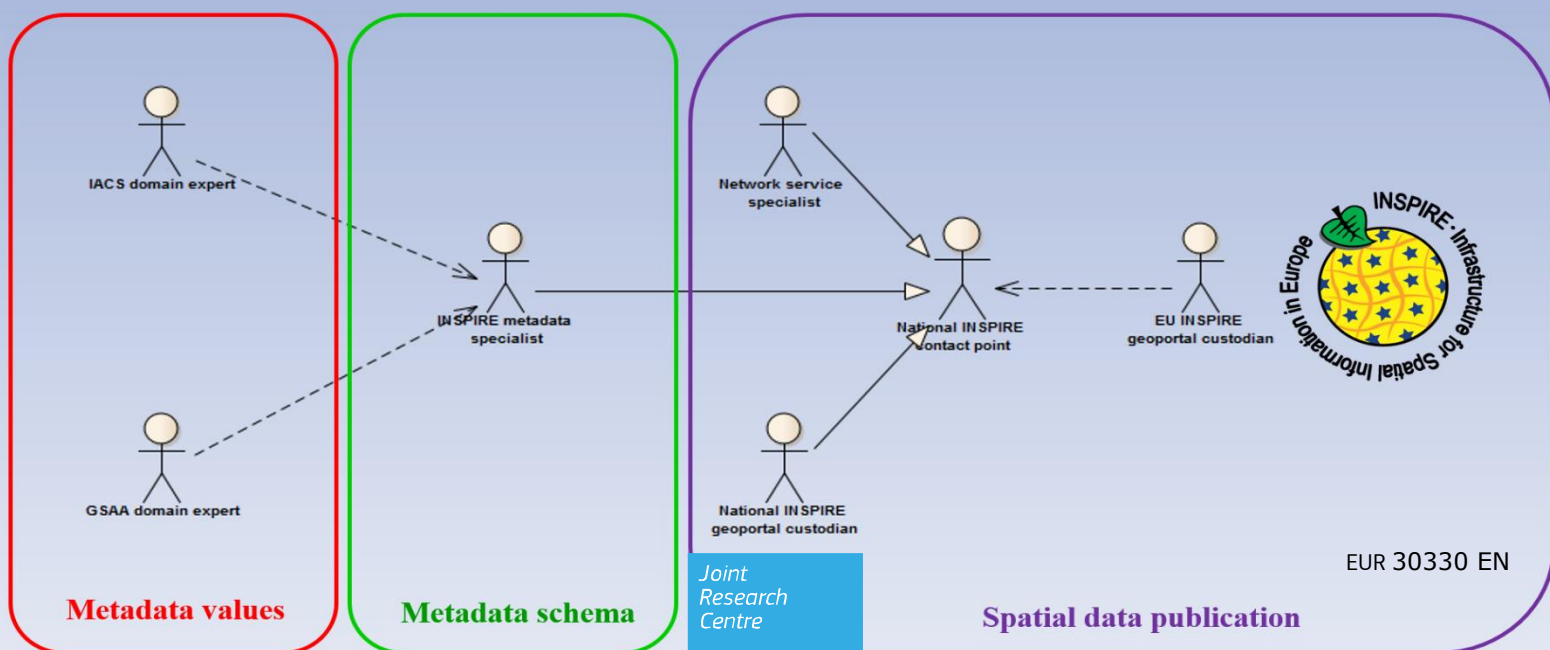 IACS domain expert
GSAA domain expert
Metadata values
INSPIRE metadata
specialist
Metadata schema
Network service
specialist
National INSPIRE
contact point
EU INSPIRE
geoportal custodian
National INSPIRE
geoportal custodian
INSPIRE · Infrastructure for Spatial Information in Europe
EUR 30330 EN
Joint
Research
Centre
Spatial data publication